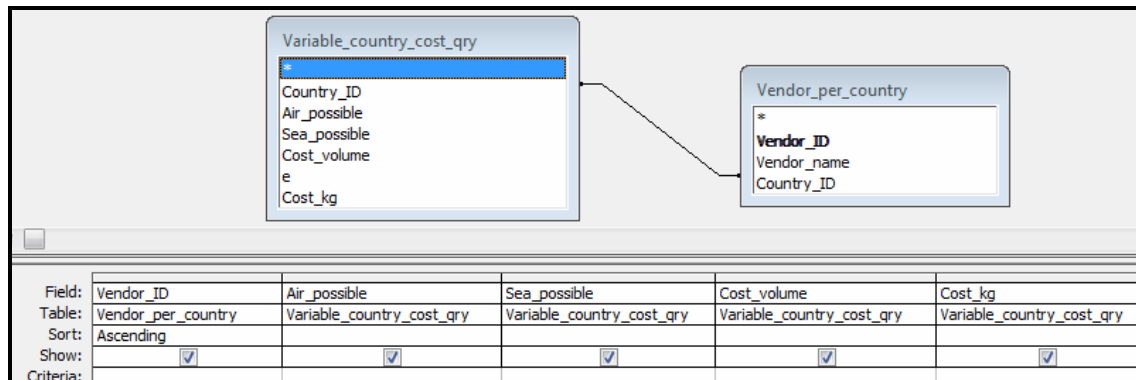 Variable_country_cost_qry
*
Country_ID
Air_possible
Sea_possible
Cost_volume
e
Cost_kg
Vendor_per_country
*
Vendor_ID
Vendor_name
Country_ID
Field: Vendor_ID Air_possible Sea_possible Cost_volume Cost_kg
Table: Vendor_per_country Variable_country_cost_qry Variable_country_cost_qry Variable_country_cost_qry Variable_country_cost_qry
Sort: Ascending
Show:
Criteria: